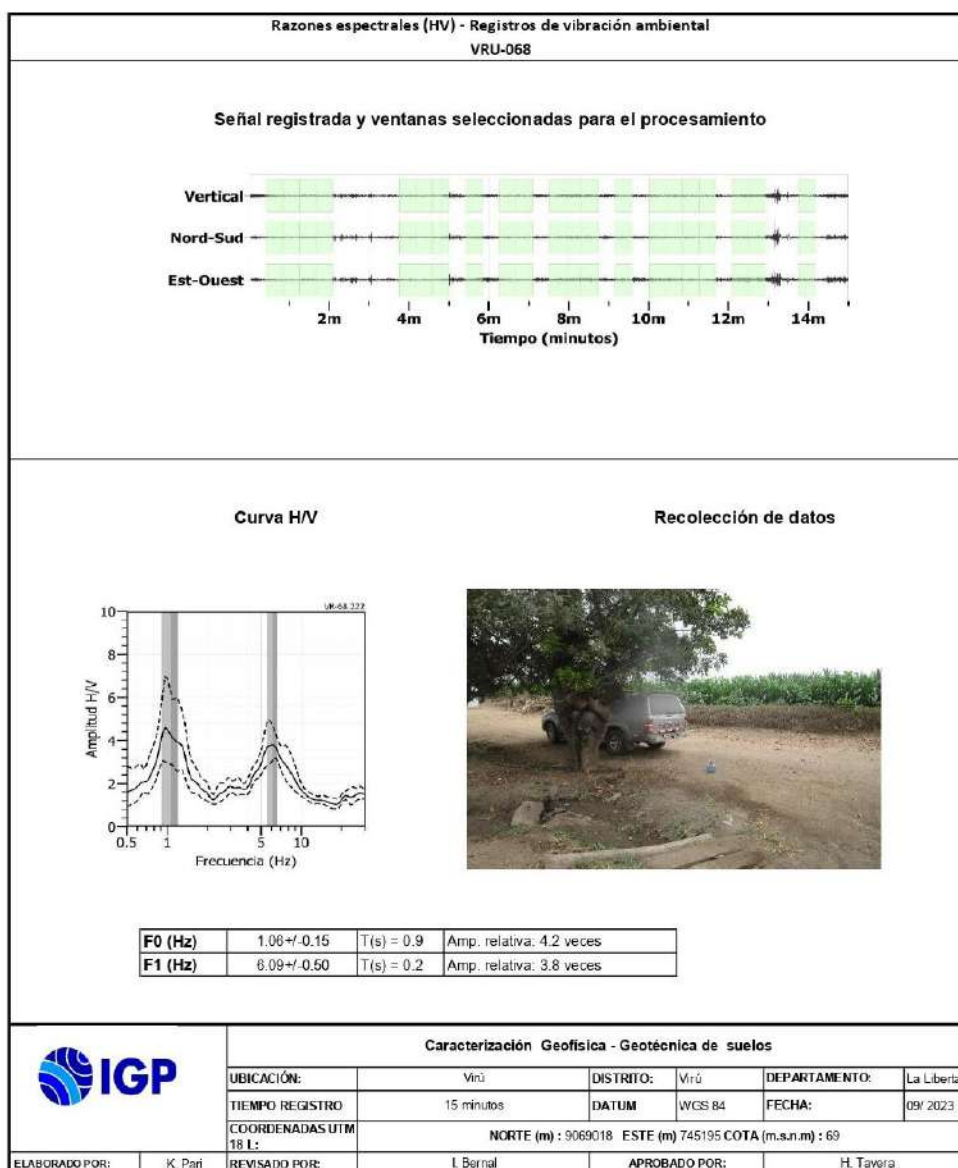 Razones espectrales (HV) - Registros de vibración ambiental
VRU-068
Señal registrada y ventanas seleccionadas para el procesamiento
Vertical
Nord-Sud
Est-Ouest
2m 4m 6m 8m 10m 12m 14m
Tiempo (minutos)
Curva H/V
Recolección de datos
10
8
6
4
2
0
Amplitud H/V
0.5 1 5 10
Frecuencia (Hz)
F0 (Hz) 1.06+/-0.15 T(s) = 0.9 Amp. relativa: 4.2 veces
F1 (Hz) 6.09+/-0.50 T(s) = 0.2 Amp. relativa: 3.8 veces
IGP
Caracterización Geofísica - Geotécnica de suelos
UBICACIÓN: Virú DISTRITO: Virú DEPARTAMENTO: La Liberta
TIEMPO REGISTRO 15 minutos DATUM WGS 84 FECHA: 09/ 2023
COORDENADAS UTM
18 L: NORTE (m) : 9069018 ESTE (m) 745195 COTA (m.s.n.m) : 69
ELABORADO POR: K. Pari REVISADO POR: I. Bernal APROBADO POR: H. Tavera